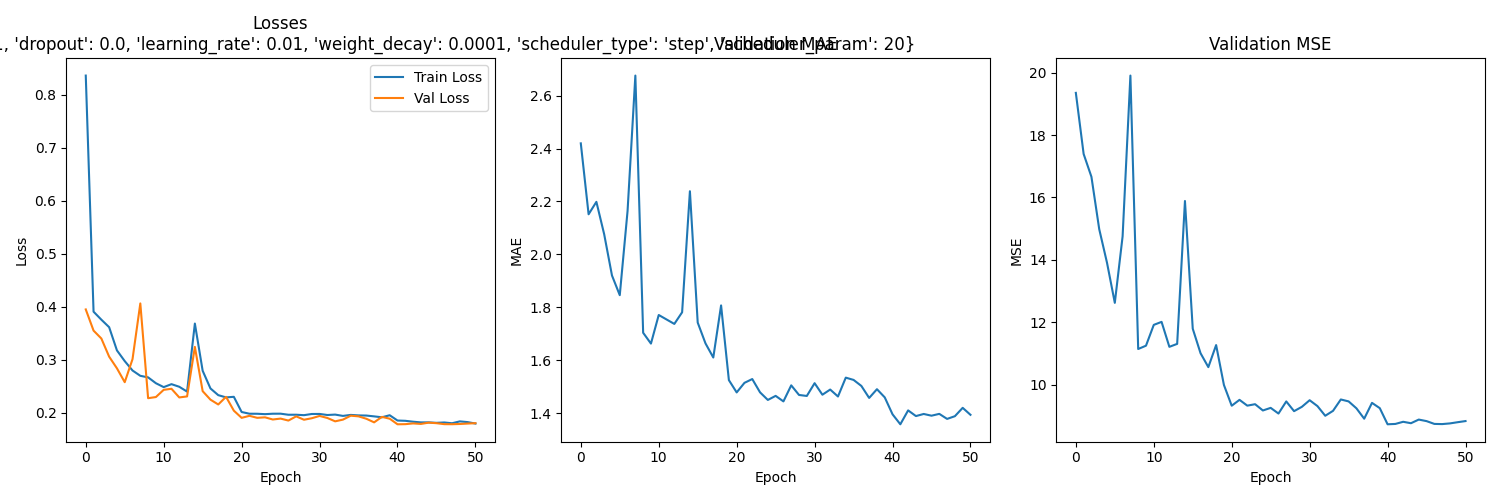 Losses
, 'dropout': 0.0, 'learning_rate': 0.01, 'weight_decay': 0.0001, 'scheduler_type': 'step', 'scheduler_param': 20}
Train Loss
Val Loss
0.8
0.7
0.6
0.5
0.4
0.3
0.2
Loss
0 10 20 30 40 50
Epoch
Validation MAE
2.6
2.4
2.2
2.0
1.8
1.6
1.4
MAE
0 10 20 30 40 50
Epoch
Validation MSE
20
18
16
14
12
10
MSE
0 10 20 30 40 50
Epoch